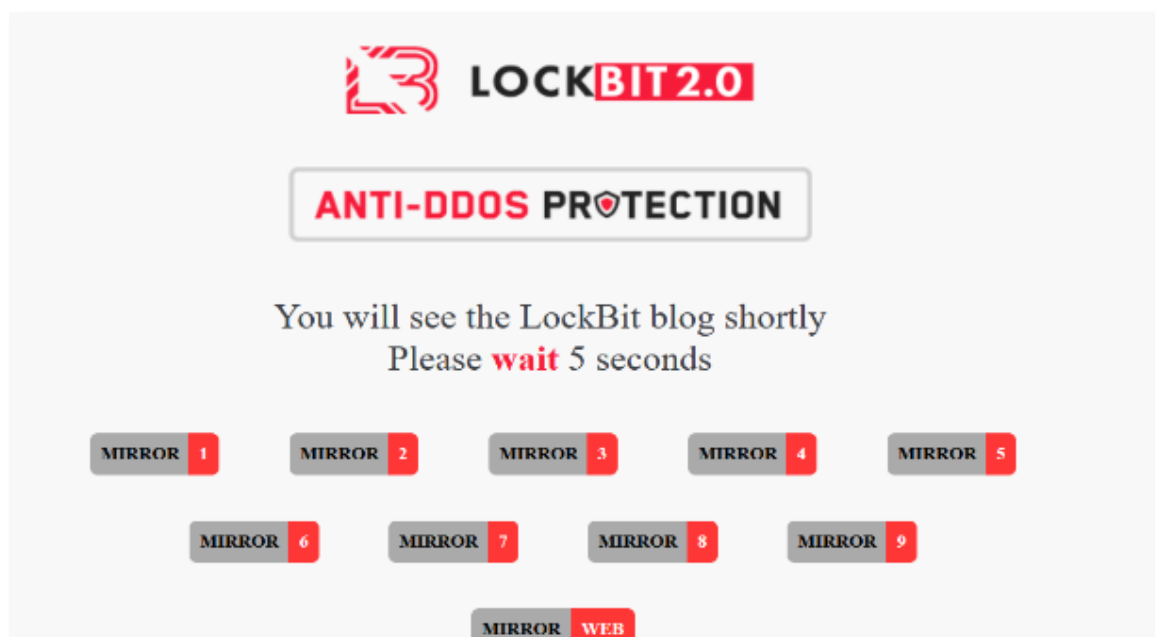 LOCKBIT 2.0
ANTI-DDOS PROTECTION
You will see the LockBit blog shortly
Please wait 5 seconds
MIRROR 1 MIRROR 2 MIRROR 3 MIRROR 4 MIRROR 5
MIRROR 6 MIRROR 7 MIRROR 8 MIRROR 9
MIRROR WEB